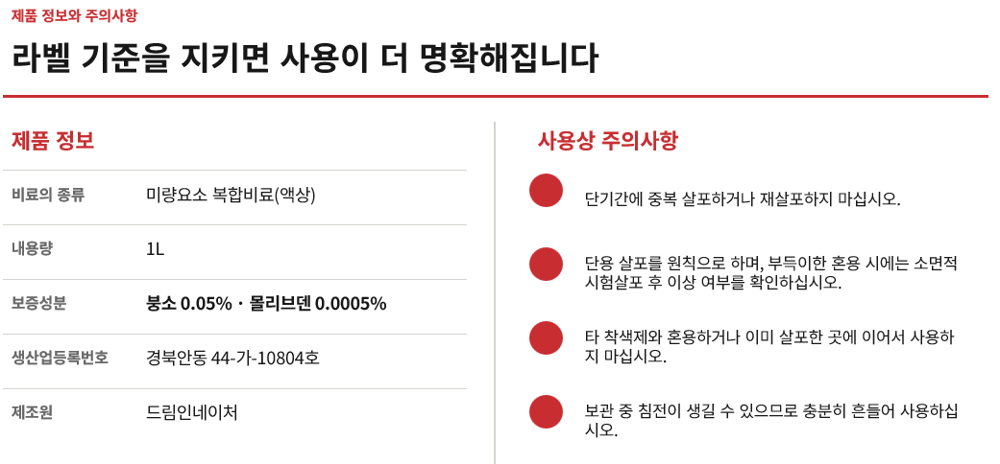 제품 정보와 주의사항
라벨 기준을 지키면 사용이 더 명확해집니다
제품 정보
비료의 종류 미량요소 복합비료(액상)
내용량 1L
보증성분 붕소 0.05% · 몰리브덴 0.0005%
생산업등록번호 경북안동 44-가-10804호
제조원 드림인네이처
사용상 주의사항
단기간에 중복 살포하거나 재살포하지 마십시오.
단용 살포를 원칙으로 하며, 부득이한 혼용 시에는 소면적
시험살포 후 이상 여부를 확인하십시오.
타 착색제와 혼용하거나 이미 살포한 곳에 이어서 사용하
지 마십시오.
보관 중 침전이 생길 수 있으므로 충분히 흔들어 사용하십
시오.